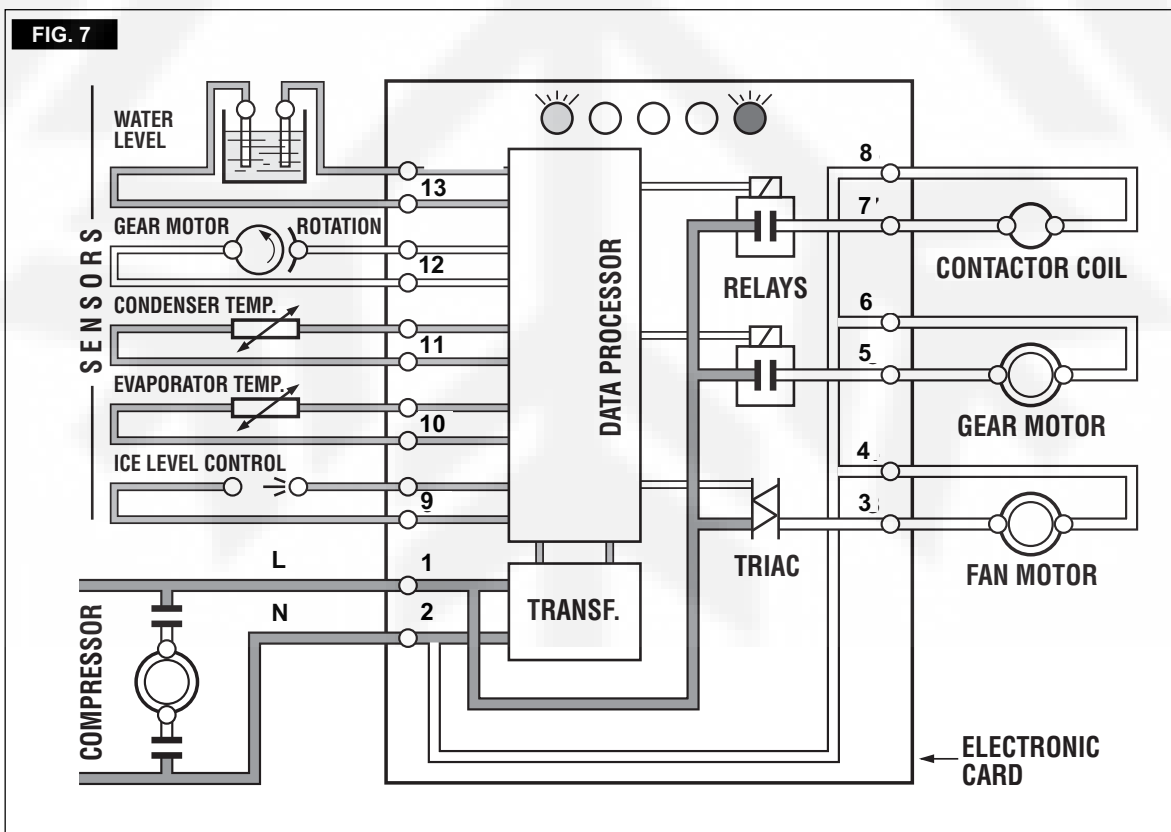 FIG. 7
WATER
LEVEL
13
GEAR MOTOR
ROTATION
12
CONDENSER TEMP.
11
EVAPORATOR TEMP.
10
ICE LEVEL CONTROL
9
SENSORS
L
1
N
2
COMPRESSOR
DATA PROCESSOR
TRANSF.
RELAYS
TRIAC
8
7
CONTACTOR COIL
6
5
GEAR MOTOR
4
3
FAN MOTOR
ELECTRONIC
CARD